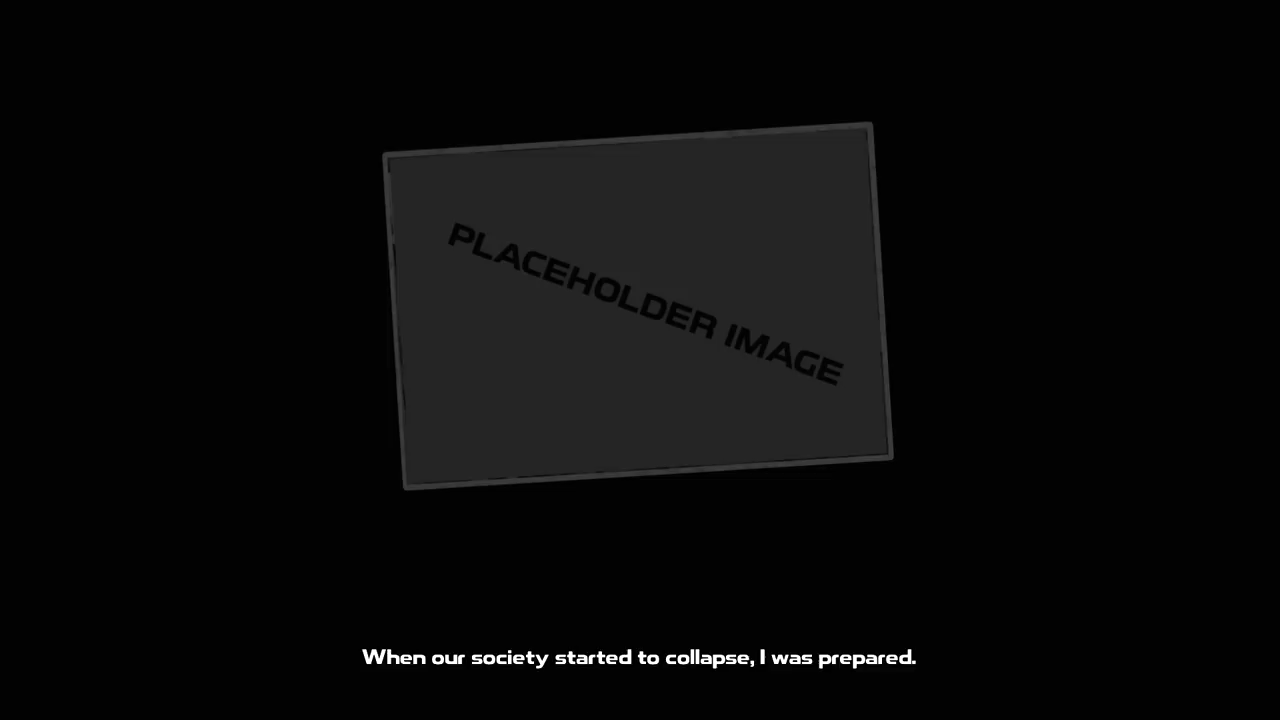 PLACEHOLDER IMAGE
When our society started to collapse, I was prepared.